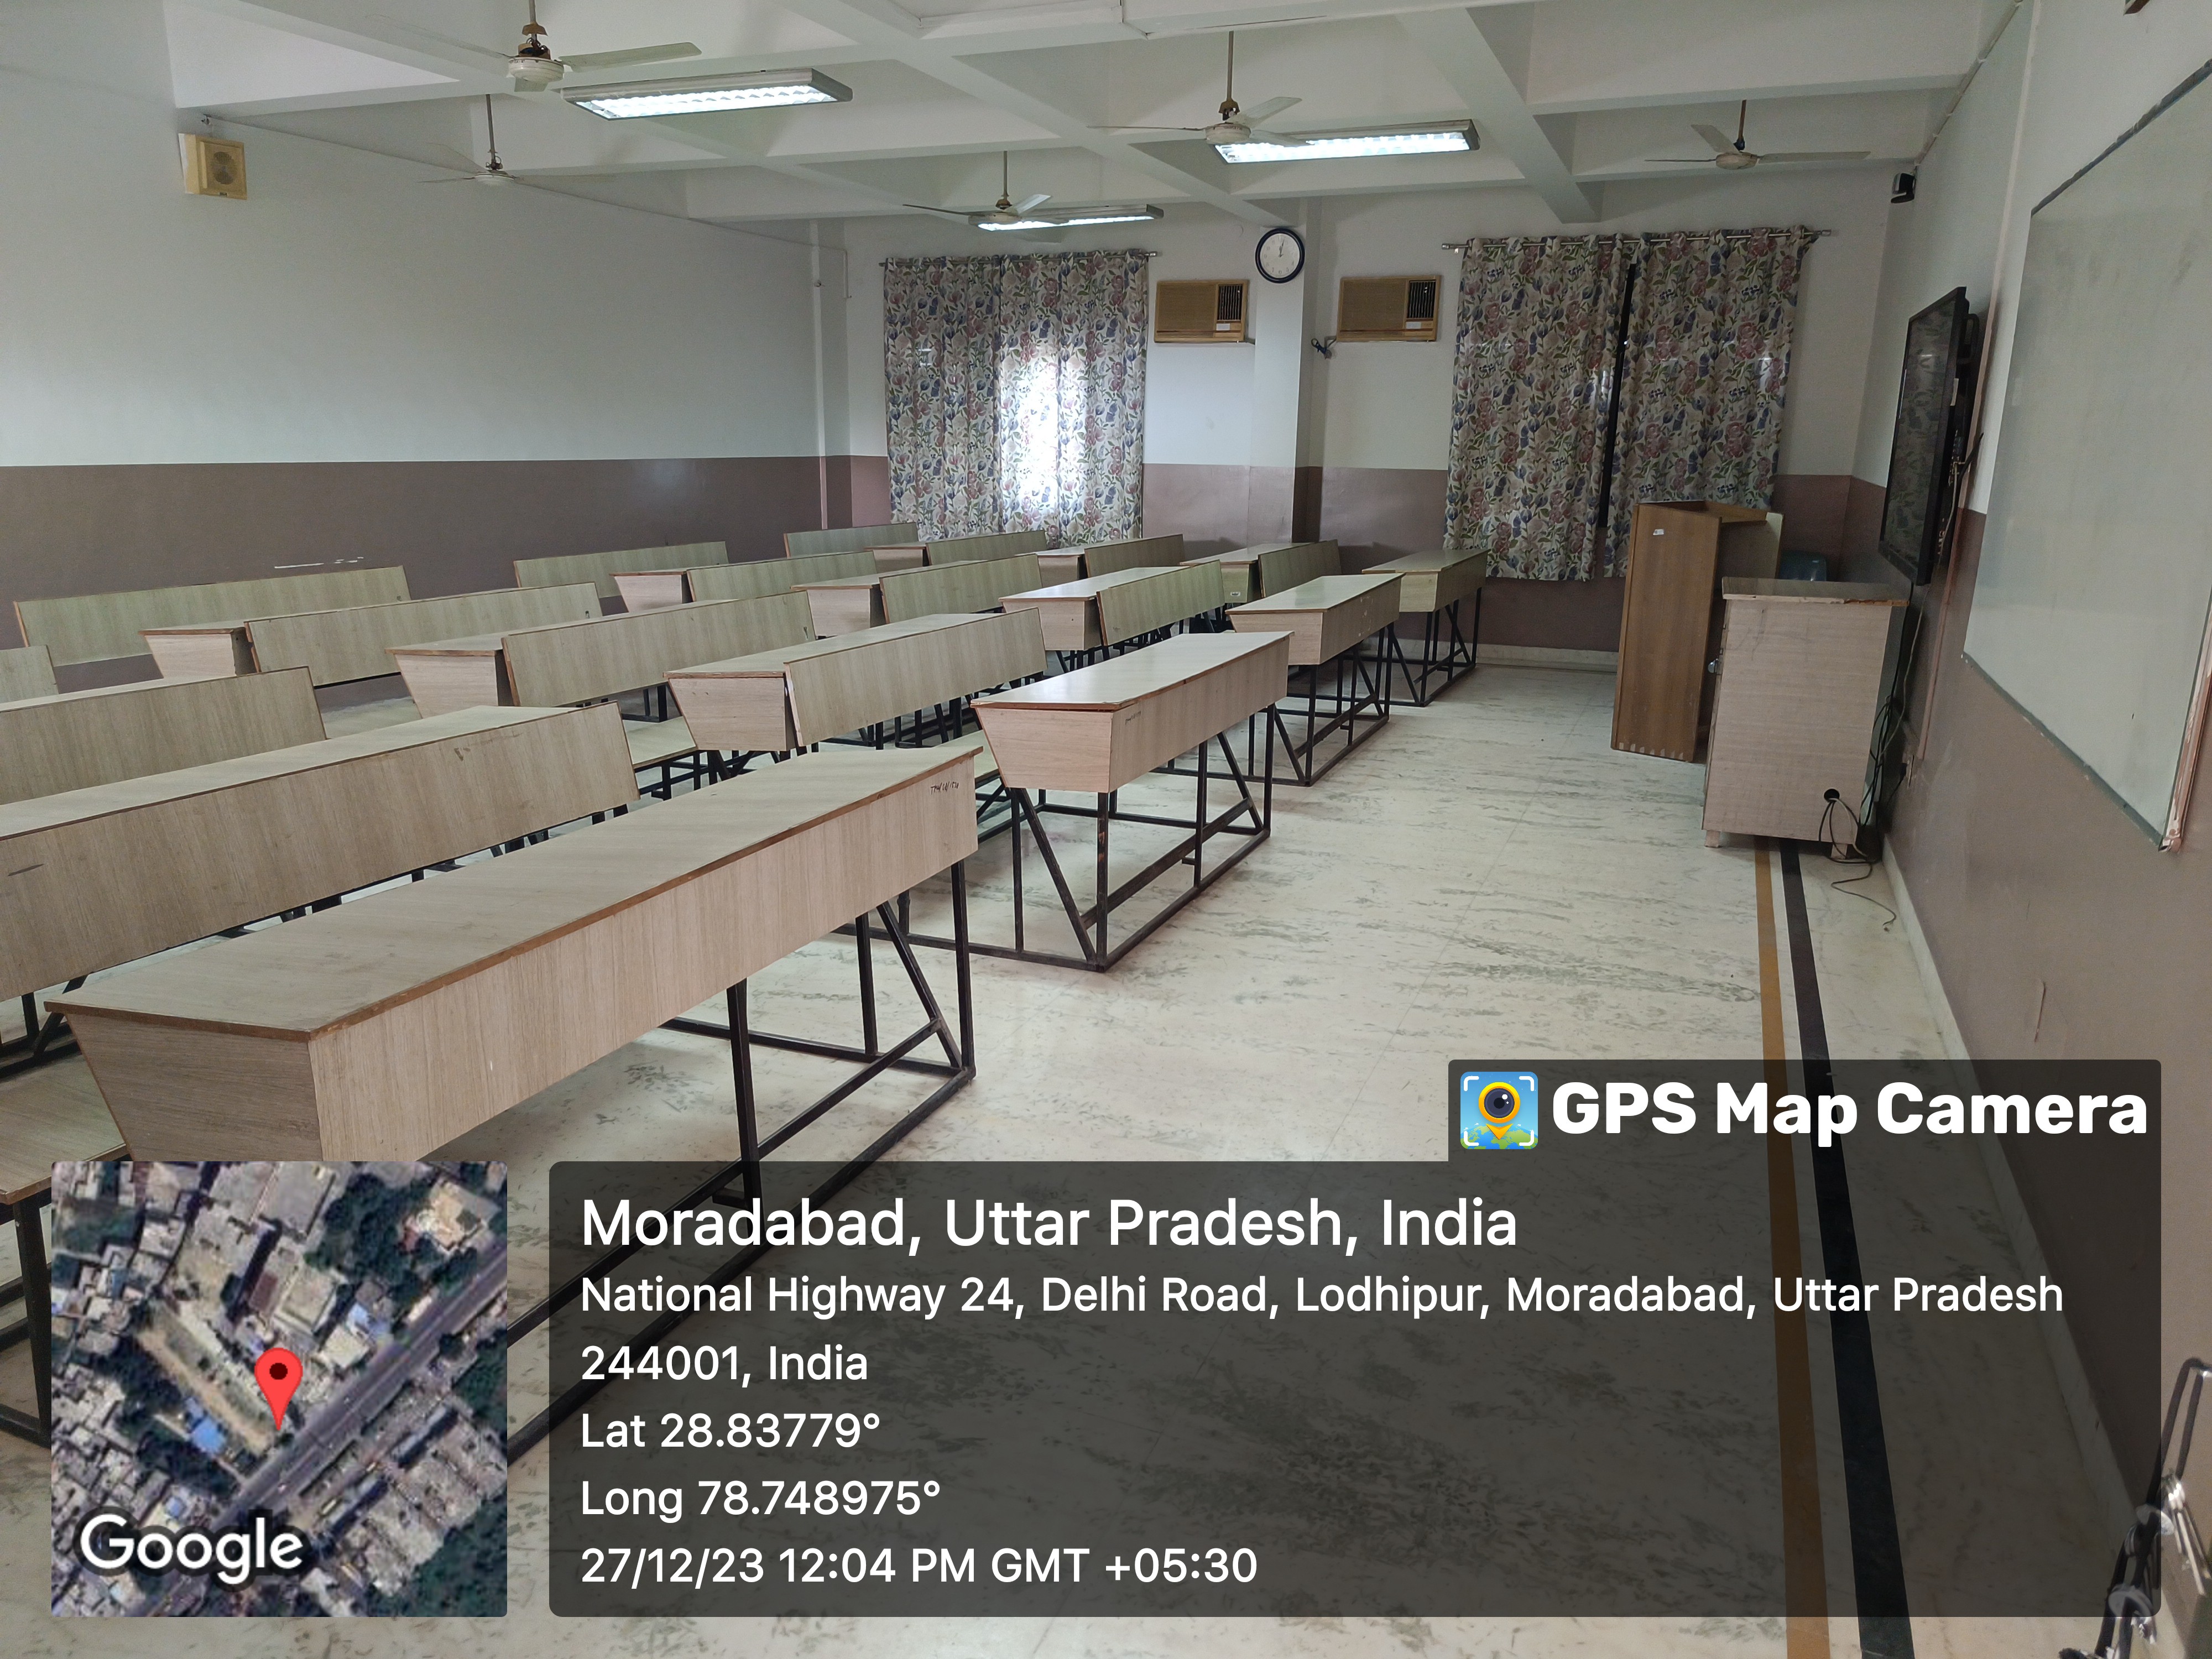 GPS Map Camera
Moradabad, Uttar Pradesh, India
National Highway 24, Delhi Road, Lodhipur, Moradabad, Uttar Pradesh
244001, India
Lat 28.83779°
Long 78.748975°
27/12/23 12:04 PM GMT +05:30
Google